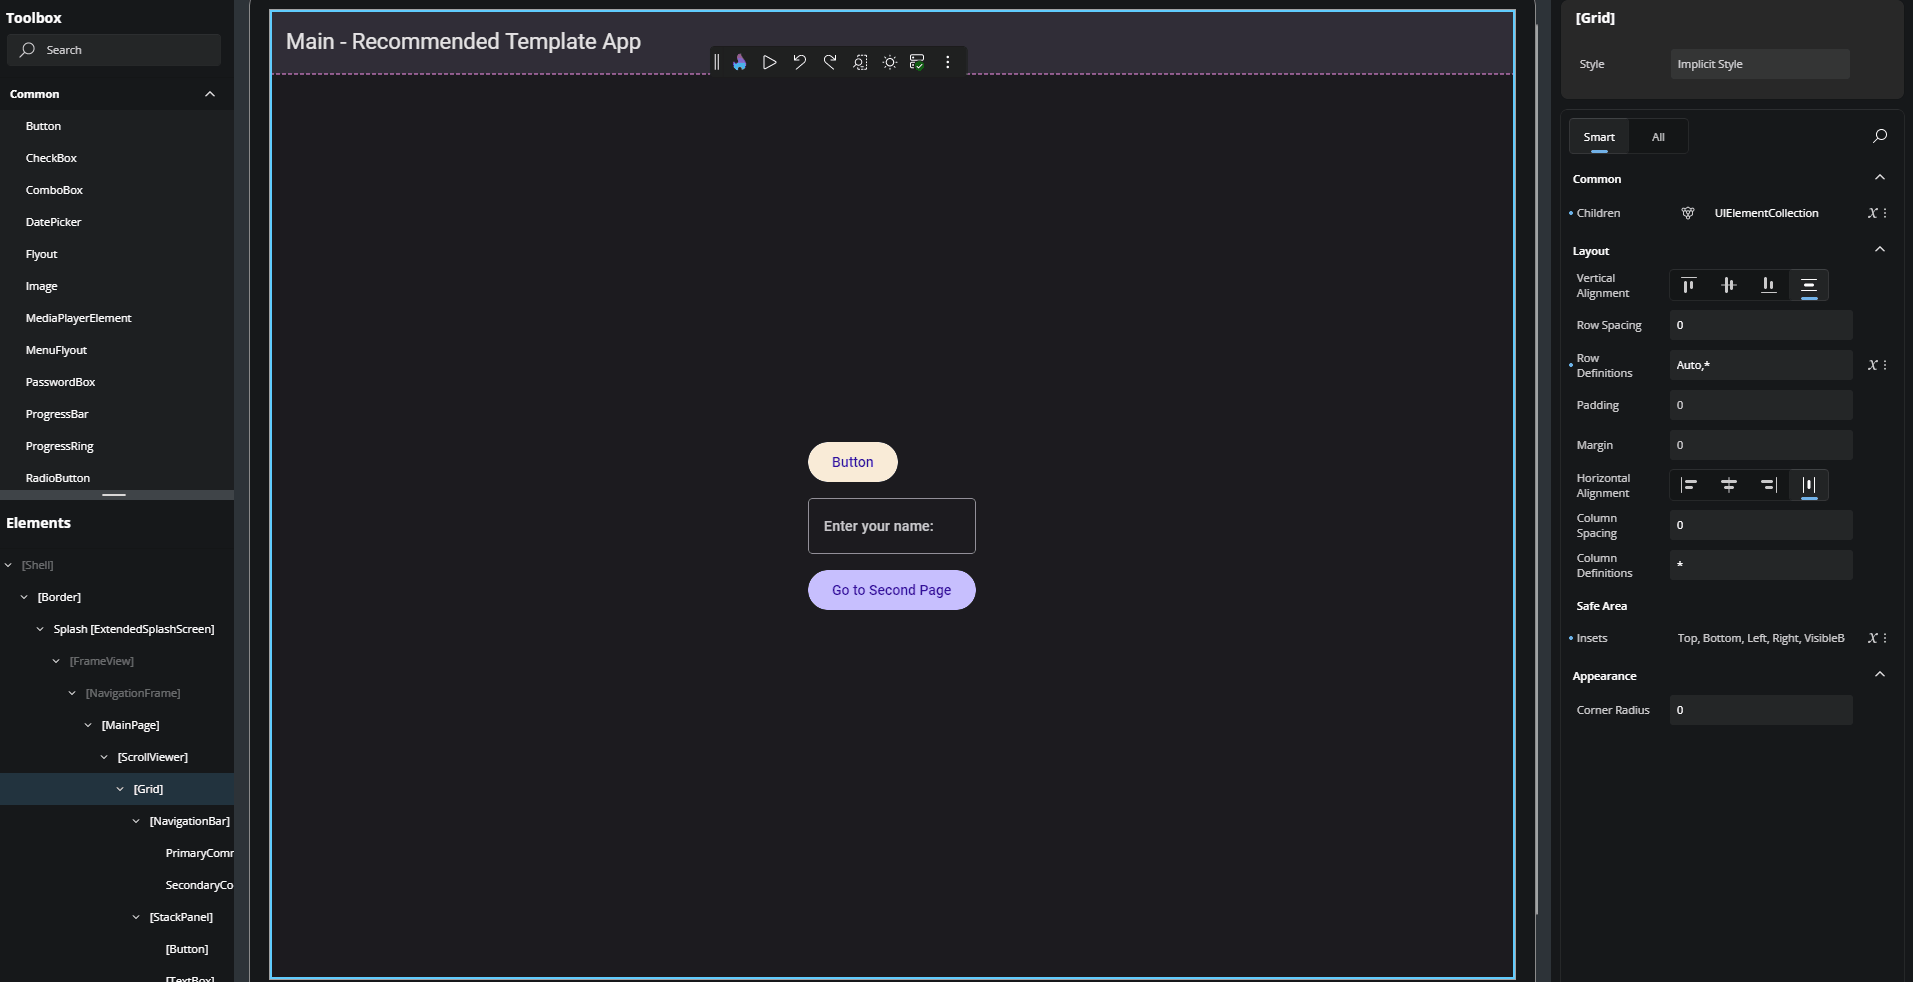 Toolbox
Search
Common
Button
CheckBox
ComboBox
DatePicker
Flyout
Image
MediaPlayerElement
MenuFlyout
PasswordBox
ProgressBar
ProgressRing
RadioButton
Elements
[Shell]
[Border]
Splash [ExtendedSplashScreen]
[FrameView]
[NavigationFrame]
[MainPage]
[ScrollViewer]
[Grid]
[NavigationBar]
PrimaryComm
SecondaryCo
[StackPanel]
[Button]
[TextBox]
Main - Recommended Template App
Button
Enter your name:
Go to Second Page
[Grid]
Style
Implicit Style
Smart
All
Common
Children
UIElementCollection
Layout
Vertical
Alignment
Row Spacing
0
Row
Definitions
Auto,*
Padding
0
Margin
0
Horizontal
Alignment
Column
Spacing
0
Column
Definitions
*
Safe Area
Insets
Top, Bottom, Left, Right, VisibleB
Appearance
Corner Radius
0